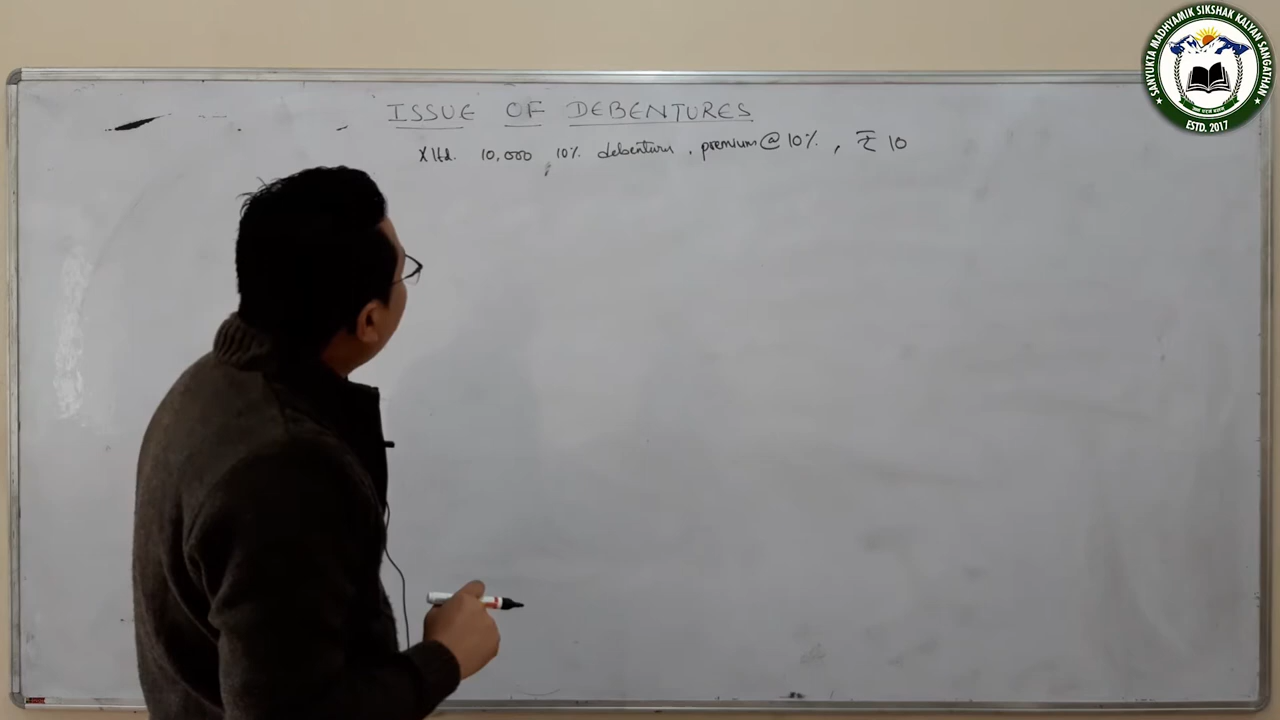 SANYUKTA MADHYAMIK SIKSHAK KALYAN SANGATHAN
ESTD. 2017
ISSUE OF DEBENTURES
X ltd. 10,000, 10% debentures, premium @ 10%, ₹ 10